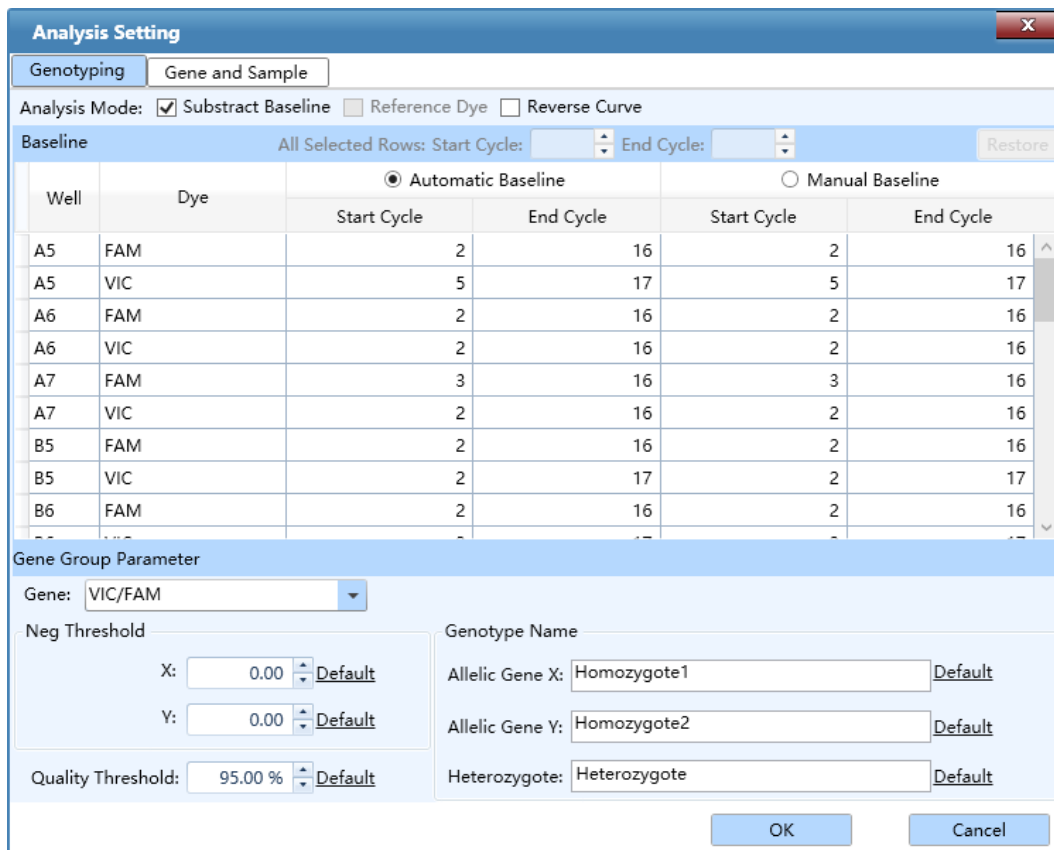 Analysis Setting x
Genotyping Gene and Sample
Analysis Mode: Substract Baseline Reference Dye Reverse Curve
Baseline All Selected Rows: Start Cycle: End Cycle: Restore
Well Dye Automatic Baseline Manual Baseline
Start Cycle End Cycle Start Cycle End Cycle
A5 FAM 2 16 2 16
A5 VIC 5 17 5 17
A6 FAM 2 16 2 16
A6 VIC 2 16 2 16
A7 FAM 3 16 3 16
A7 VIC 2 16 2 16
B5 FAM 2 16 2 16
B5 VIC 2 17 2 17
B6 FAM 2 16 2 16
Gene Group Parameter
Gene: VIC/FAM
Neg Threshold Genotype Name
X: 0.00 Default Allelic Gene X: Homozygote1 Default
Y: 0.00 Default Allelic Gene Y: Homozygote2 Default
Quality Threshold: 95.00 % Default Heterozygote: Heterozygote Default
OK Cancel